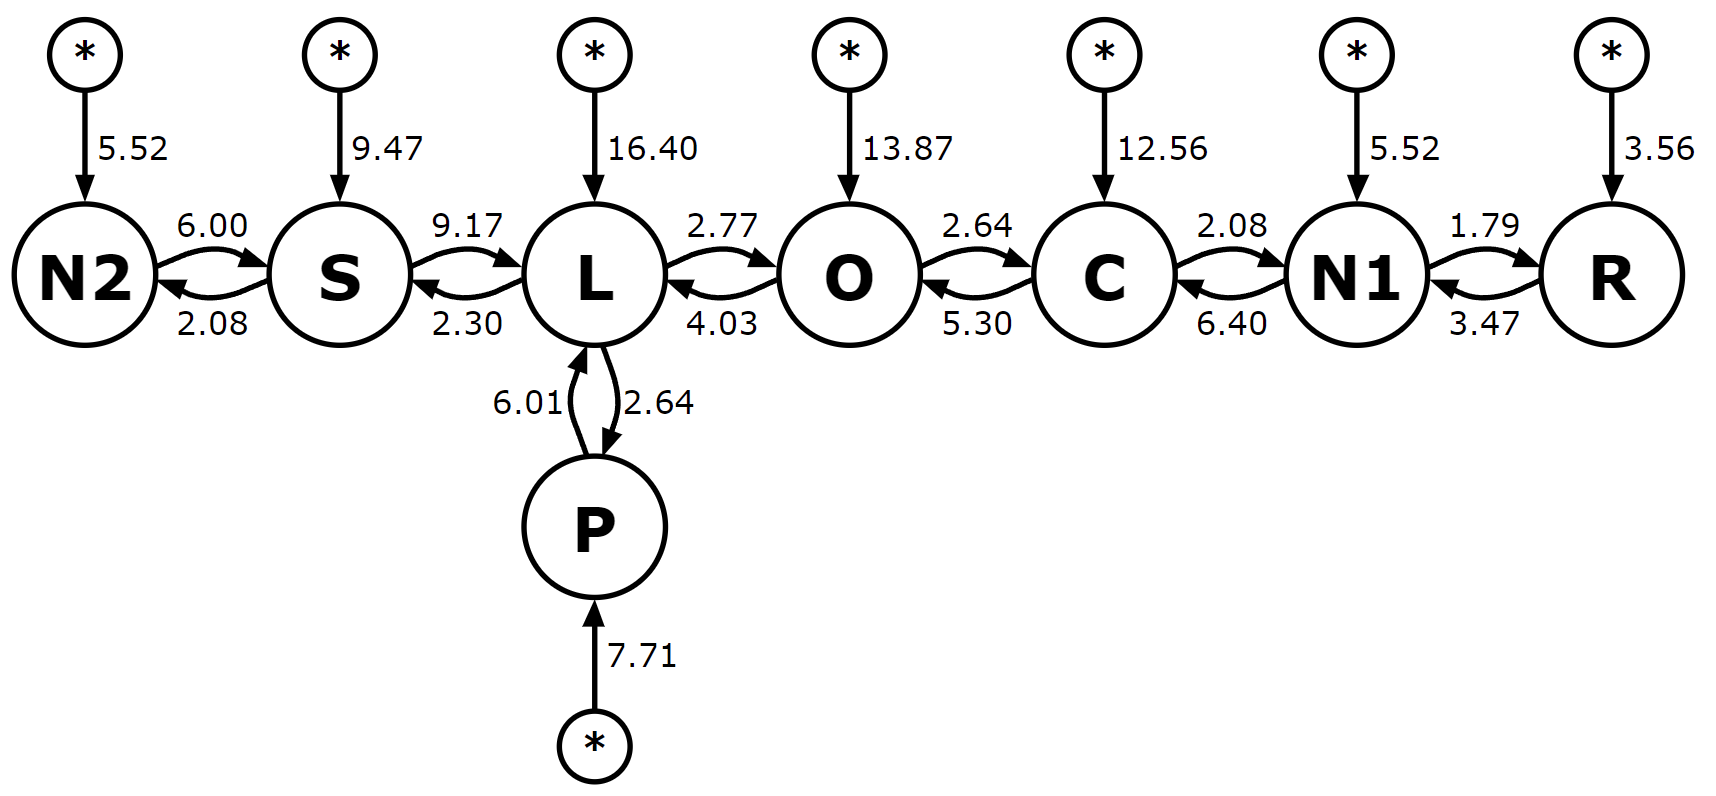 * * * * * * *
5.52 9.47 16.40 13.87 12.56 5.52 3.56
6.00 9.17 2.77 2.64 2.08 1.79
N2 S L O C N1 R
2.08 2.30 4.03 5.30 6.40 3.47
6.01 2.64
P
7.71
*